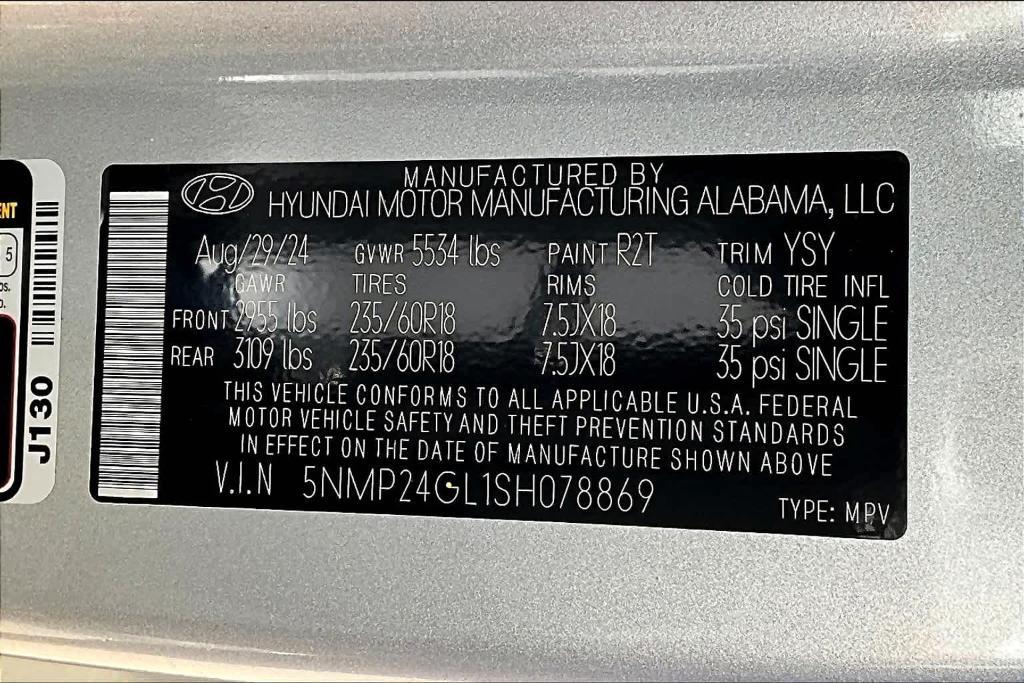 MANUFACTURED BY
HYUNDAI MOTOR MANUFACTURING ALABAMA, LLC
Aug/29/24 GVWR 5534 lbs PAINT R2T TRIM YSY
GAWR TIRES RIMS COLD TIRE INFL
FRONT 2955 lbs 235/60R18 7.5JX18 35 psi SINGLE
REAR 3109 lbs 235/60R18 7.5JX18 35 psi SINGLE
THIS VEHICLE CONFORMS TO ALL APPLICABLE U.S.A. FEDERAL
MOTOR VEHICLE SAFETY AND THEFT PREVENTION STANDARDS
IN EFFECT ON THE DATE OF MANUFACTURE SHOWN ABOVE
V.I.N 5NMP24GL1SH078869
TYPE: MPV
J130
5